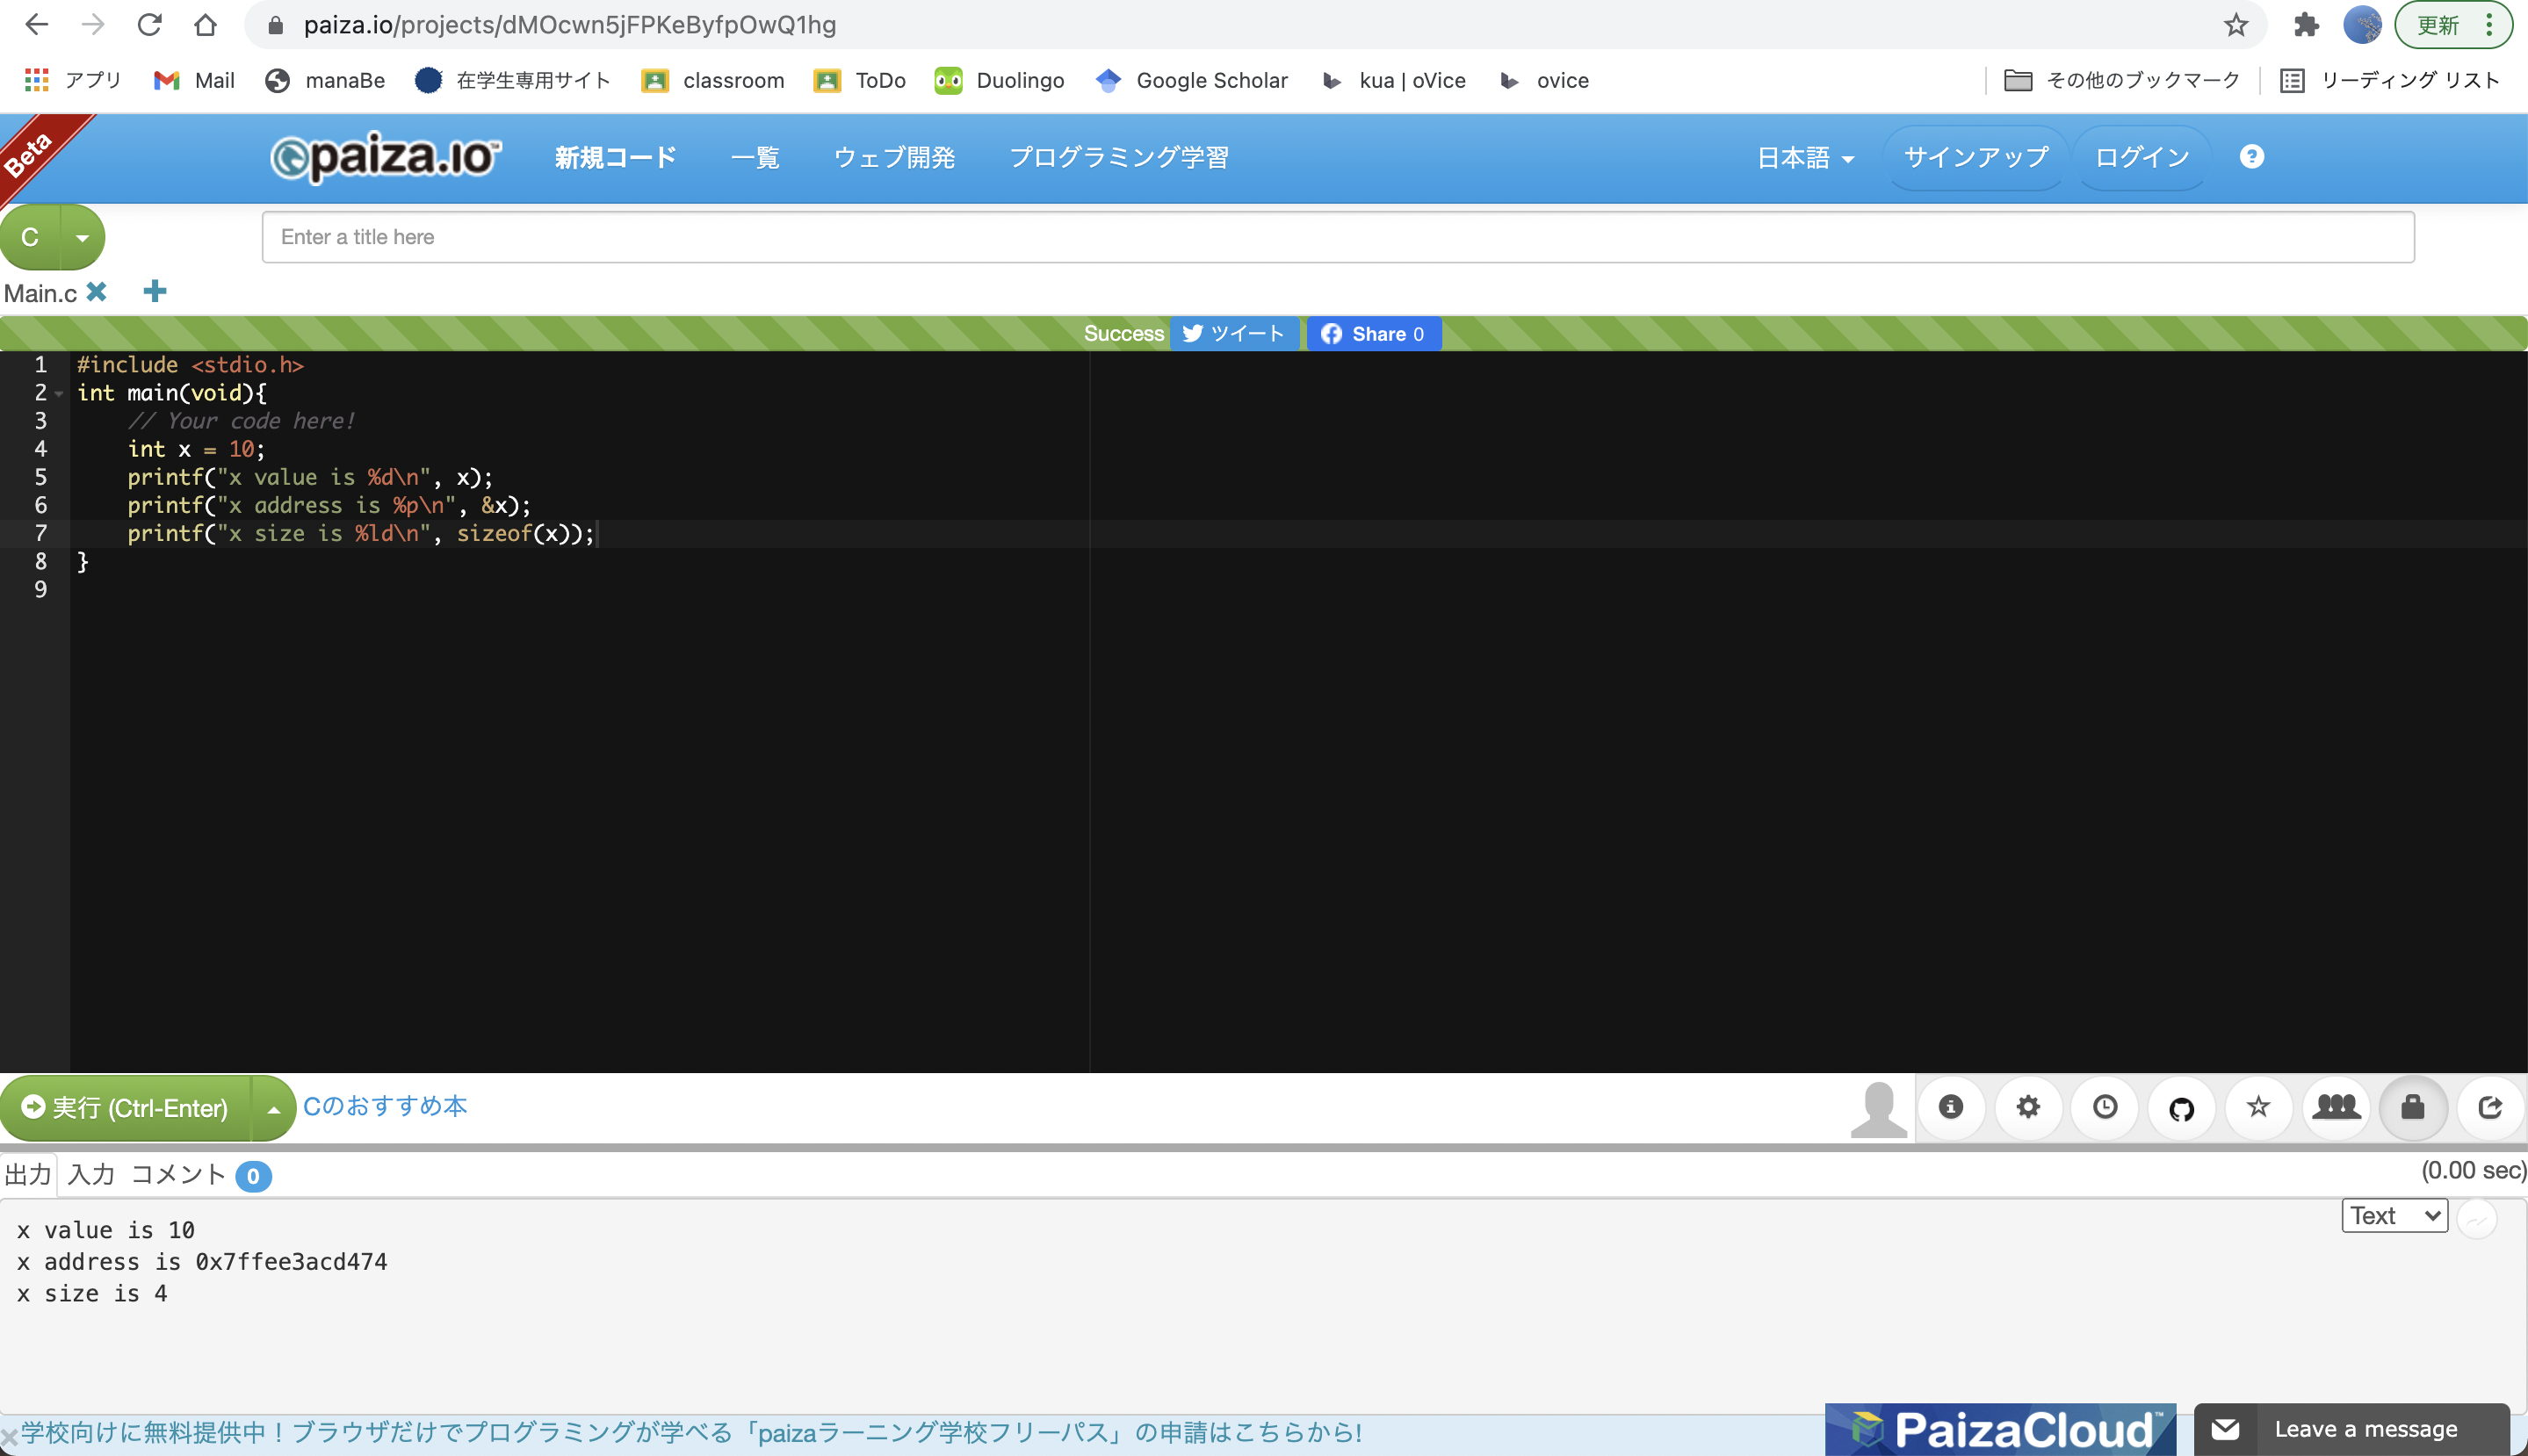 paiza.io/projects/dMOcwn5jFPKeByfpOwQ1hg 更新
アプリ Mail manaBe 在学生専用サイト classroom ToDo Duolingo Google Scholar kua | oVice ovice その他のブックマーク リーディング リスト
Beta paiza.IO™ 新規コード 一覧 ウェブ開発 プログラミング学習 日本語 サインアップ ログイン ?
C Enter a title here
Main.c
Success ツイート Share 0
1 #include <stdio.h>
2 int main(void){
3 // Your code here!
4 int x = 10;
5 printf("x value is %d\n", x);
6 printf("x address is %p\n", &x);
7 printf("x size is %ld\n", sizeof(x));
8 }
9
実行 (Ctrl-Enter) Cのおすすめ本
出力 入力 コメント 0 (0.00 sec)
Text
x value is 10
x address is 0x7ffee3acd474
x size is 4
学校向けに無料提供中！ブラウザだけでプログラミングが学べる「paizaラーニング学校フリーパス」の申請はこちらから!
PaizaCloud™ Leave a message